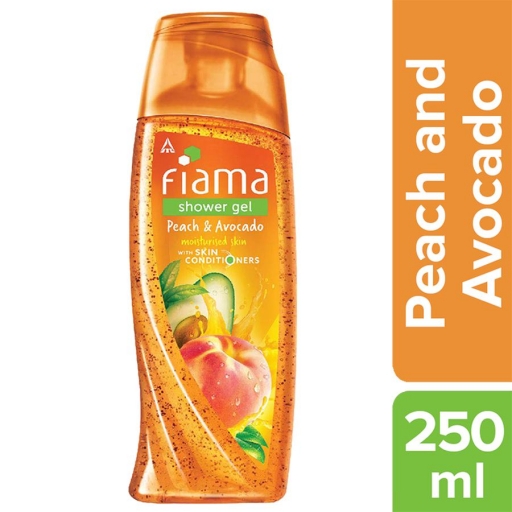 ITC
fiama
shower gel
Peach & Avocado
moisturised skin
WITH SKIN
CONDITIONERS
Peach and
Avocado
250
ml